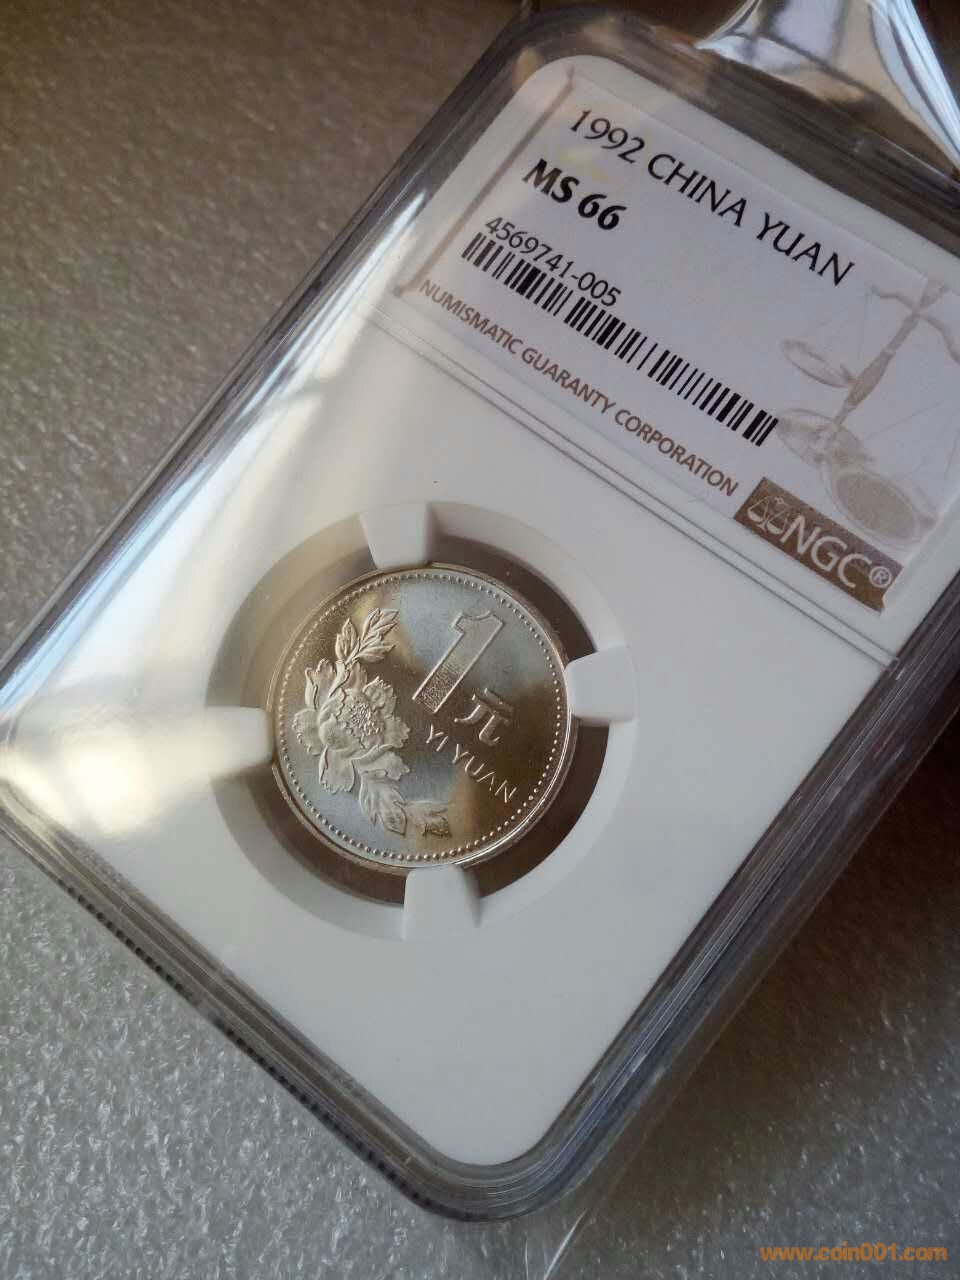 1992 CHINA YUAN
MS 66
4569741-005
NUMISMATIC GUARANTY CORPORATION
NGC®
1元
YI YUAN
www.coin001.com